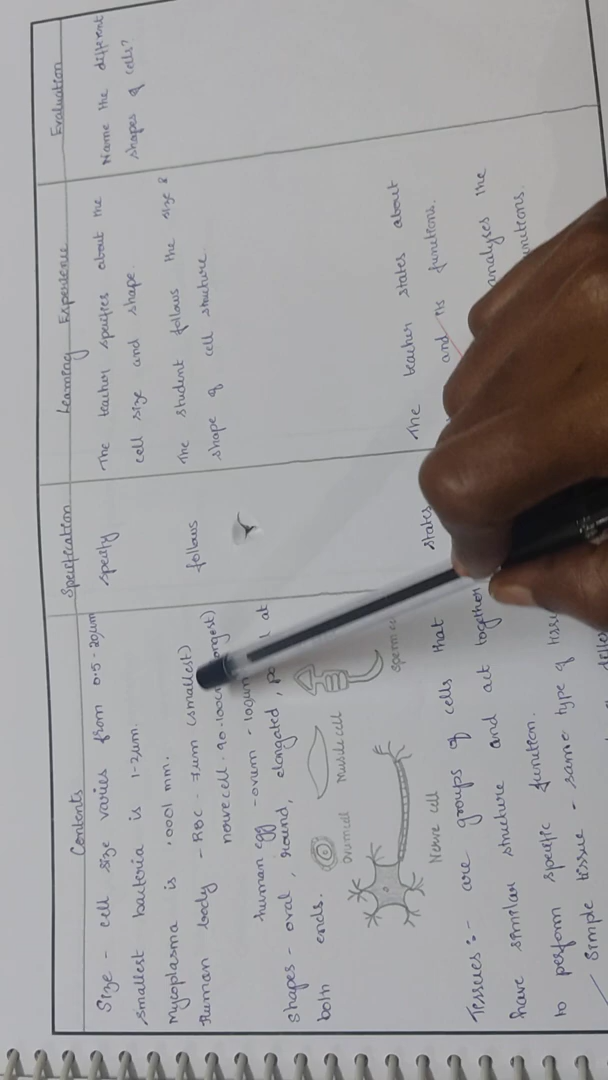 Contents
Size - cell size varies from 0.5 - 20µm
smallest bacteria is 1-2µm.
Mycoplasma is .0001 mm.
Human body - RBC - 7µm (smallest)
nerve cell - 90-100cm
human egg - ovum - 100µm
shapes - oval, round, elongated, at
both ends.
Ovum cell
Muscle cell
Sperm
Nerve cell
Tissues:- are groups of cells that
have similar structure and act together
to perform specific function.
Simple tissue - same type of
Specification
specify
follows
states
Learning Experience
The teacher specifies about the
cell size and shape.
The student follows the size &
shape of cell structure.
The teacher states about
and its functions.
analyses the
functions.
Evaluation
Name the different
shapes of cells?